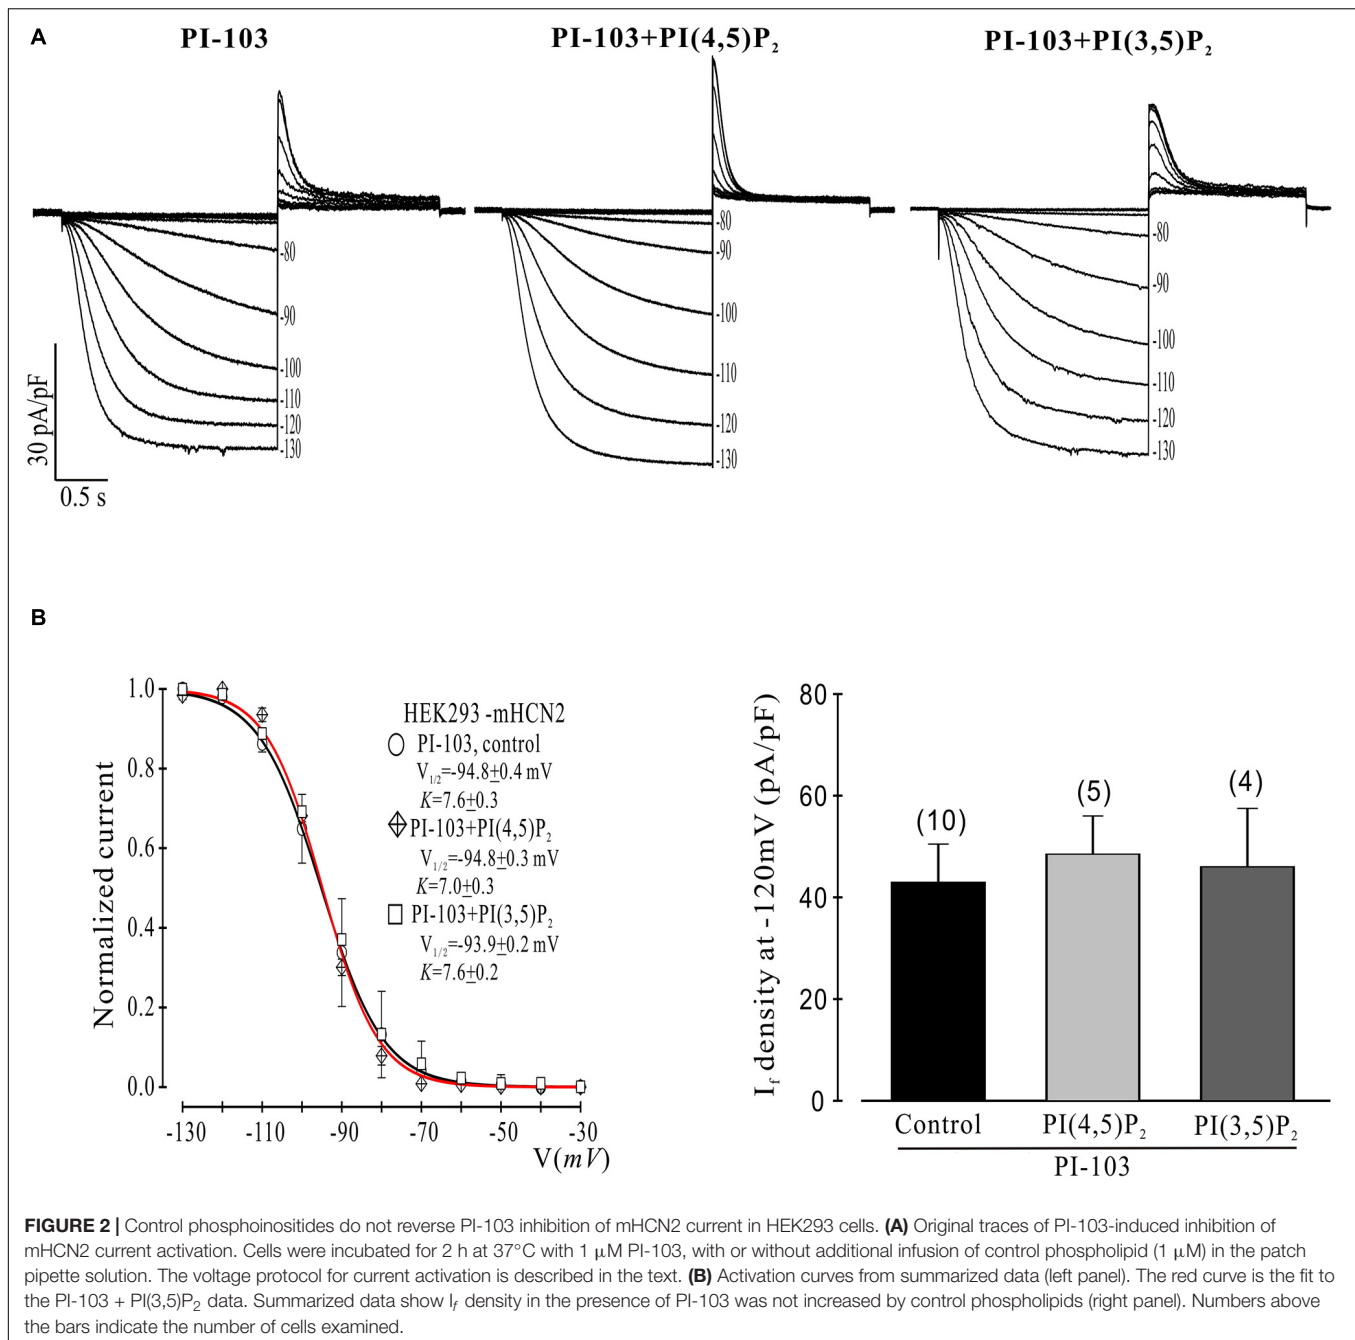 A
PI-103
PI-103+PI(4,5)P₂
PI-103+PI(3,5)P₂
-80
-90
-100
-110
-120
-130
-80
-90
-100
-110
-120
-130
-80
-90
-100
-110
-120
-130
30 pA/pF
0.5 s
B
Normalized current
1.0
0.8
0.6
0.4
0.2
0.0
-130
-110
-90
-70
-50
-30
V(mV)
HEK293 -mHCN2
PI-103, control
V₁/₂=-94.8±0.4 mV
K=7.6±0.3
PI-103+PI(4,5)P₂
V₁/₂=-94.8±0.3 mV
K=7.0±0.3
PI-103+PI(3,5)P₂
V₁/₂=-93.9±0.2 mV
K=7.6±0.2
I_f density at -120mV (pA/pF)
80
60
40
20
0
(10)
(5)
(4)
Control
PI(4,5)P₂
PI(3,5)P₂
PI-103
FIGURE 2 | Control phosphoinositides do not reverse PI-103 inhibition of mHCN2 current in HEK293 cells. (A) Original traces of PI-103-induced inhibition of
mHCN2 current activation. Cells were incubated for 2 h at 37°C with 1 μM PI-103, with or without additional infusion of control phospholipid (1 μM) in the patch
pipette solution. The voltage protocol for current activation is described in the text. (B) Activation curves from summarized data (left panel). The red curve is the fit to
the PI-103 + PI(3,5)P₂ data. Summarized data show I_f density in the presence of PI-103 was not increased by control phospholipids (right panel). Numbers above
the bars indicate the number of cells examined.